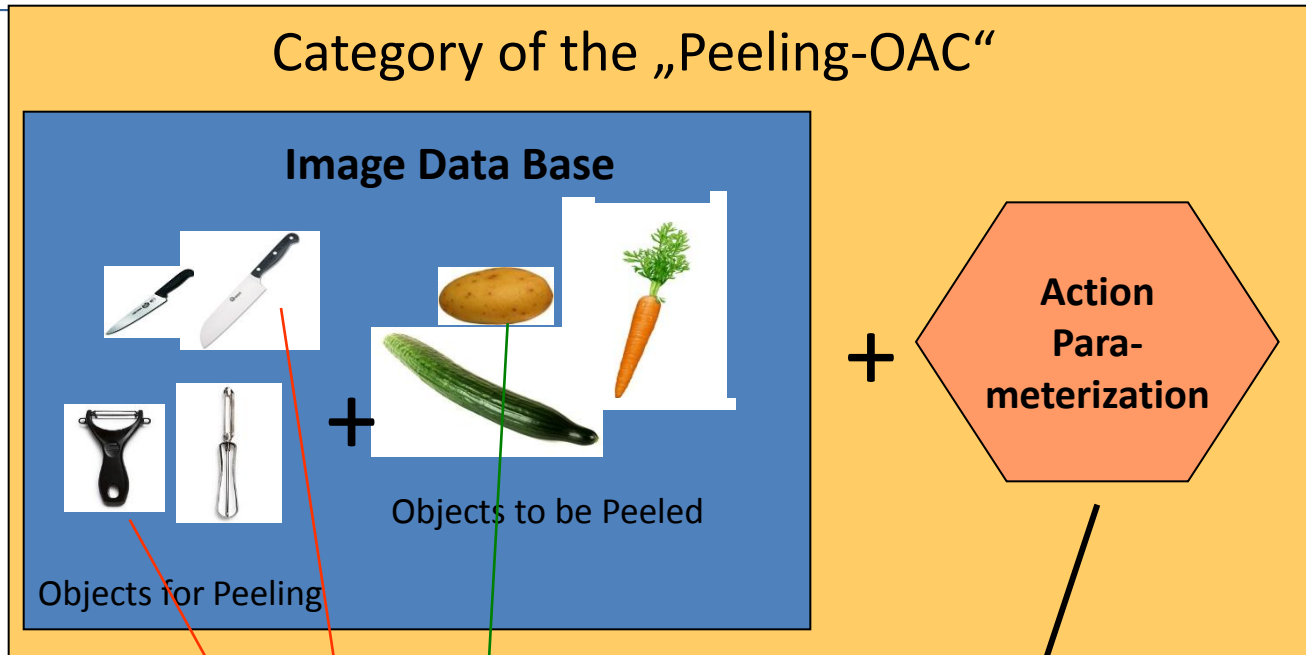 Category of the „Peeling-OAC“
Image Data Base
+
+
Action
Para-
meterization
Objects to be Peeled
Objects for Peeling